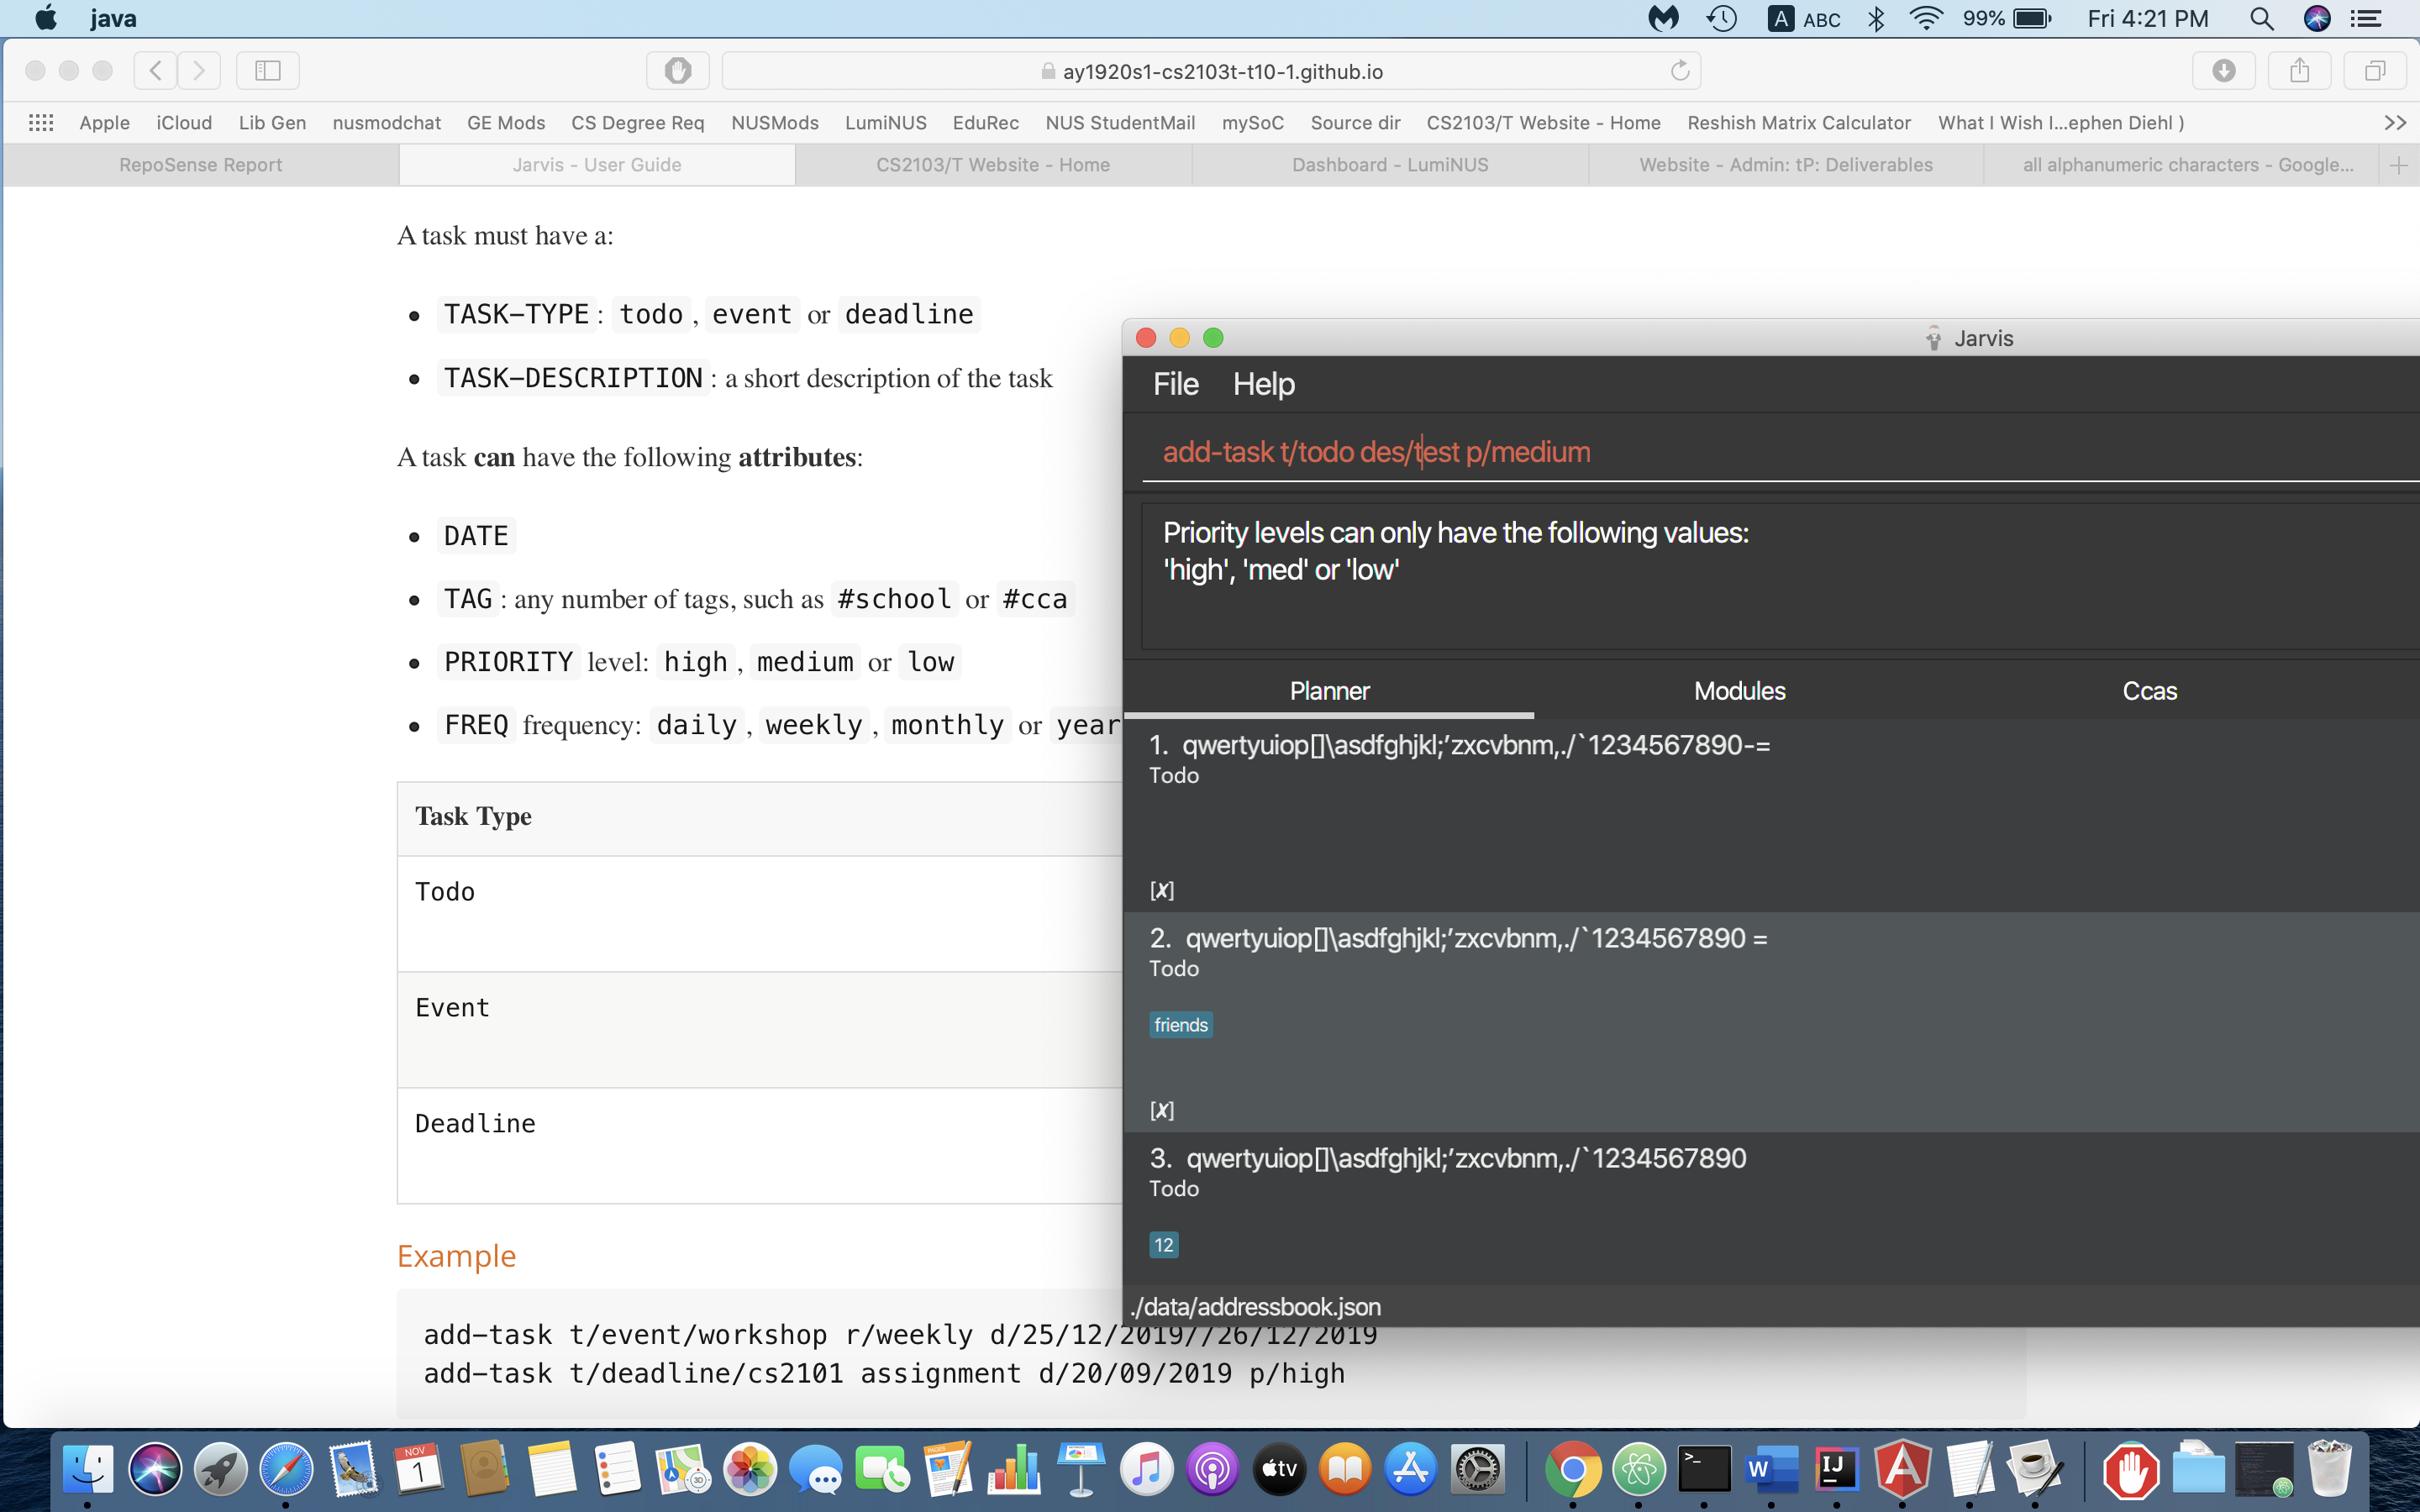 java
A ABC 99% Fri 4:21 PM
ay1920s1-cs2103t-t10-1.github.io
Apple iCloud Lib Gen nusmodchat GE Mods CS Degree Req NUSMods LumiNUS EduRec NUS StudentMail mySoC Source dir CS2103/T Website - Home Reshish Matrix Calculator What I Wish I...ephen Diehl )
RepoSense Report Jarvis - User Guide CS2103/T Website - Home Dashboard - LumiNUS Website - Admin: tP: Deliverables all alphanumeric characters - Google...
A task must have a:
TASK-TYPE: todo, event or deadline
TASK-DESCRIPTION: a short description of the task
A task can have the following attributes:
DATE
TAG: any number of tags, such as #school or #cca
PRIORITY level: high, medium or low
FREQ frequency: daily, weekly, monthly or year
Task Type
Todo
Event
Deadline
Example
add-task t/event/workshop r/weekly d/25/12/2019//26/12/2019
add-task t/deadline/cs2101 assignment d/20/09/2019 p/high
Jarvis
File Help
add-task t/todo des/test p/medium
Priority levels can only have the following values:
'high', 'med' or 'low'
Planner Modules Ccas
1. qwertyuiop[]\asdfghjkl;'zxcvbnm,./`1234567890-=
Todo
[✗]
2. qwertyuiop[]\asdfghjkl;'zxcvbnm,./`1234567890 =
Todo
friends
[✗]
3. qwertyuiop[]\asdfghjkl;'zxcvbnm,./`1234567890
Todo
12
./data/addressbook.json
NOV
1
3D
PAGES
tv
>_
W
IJ